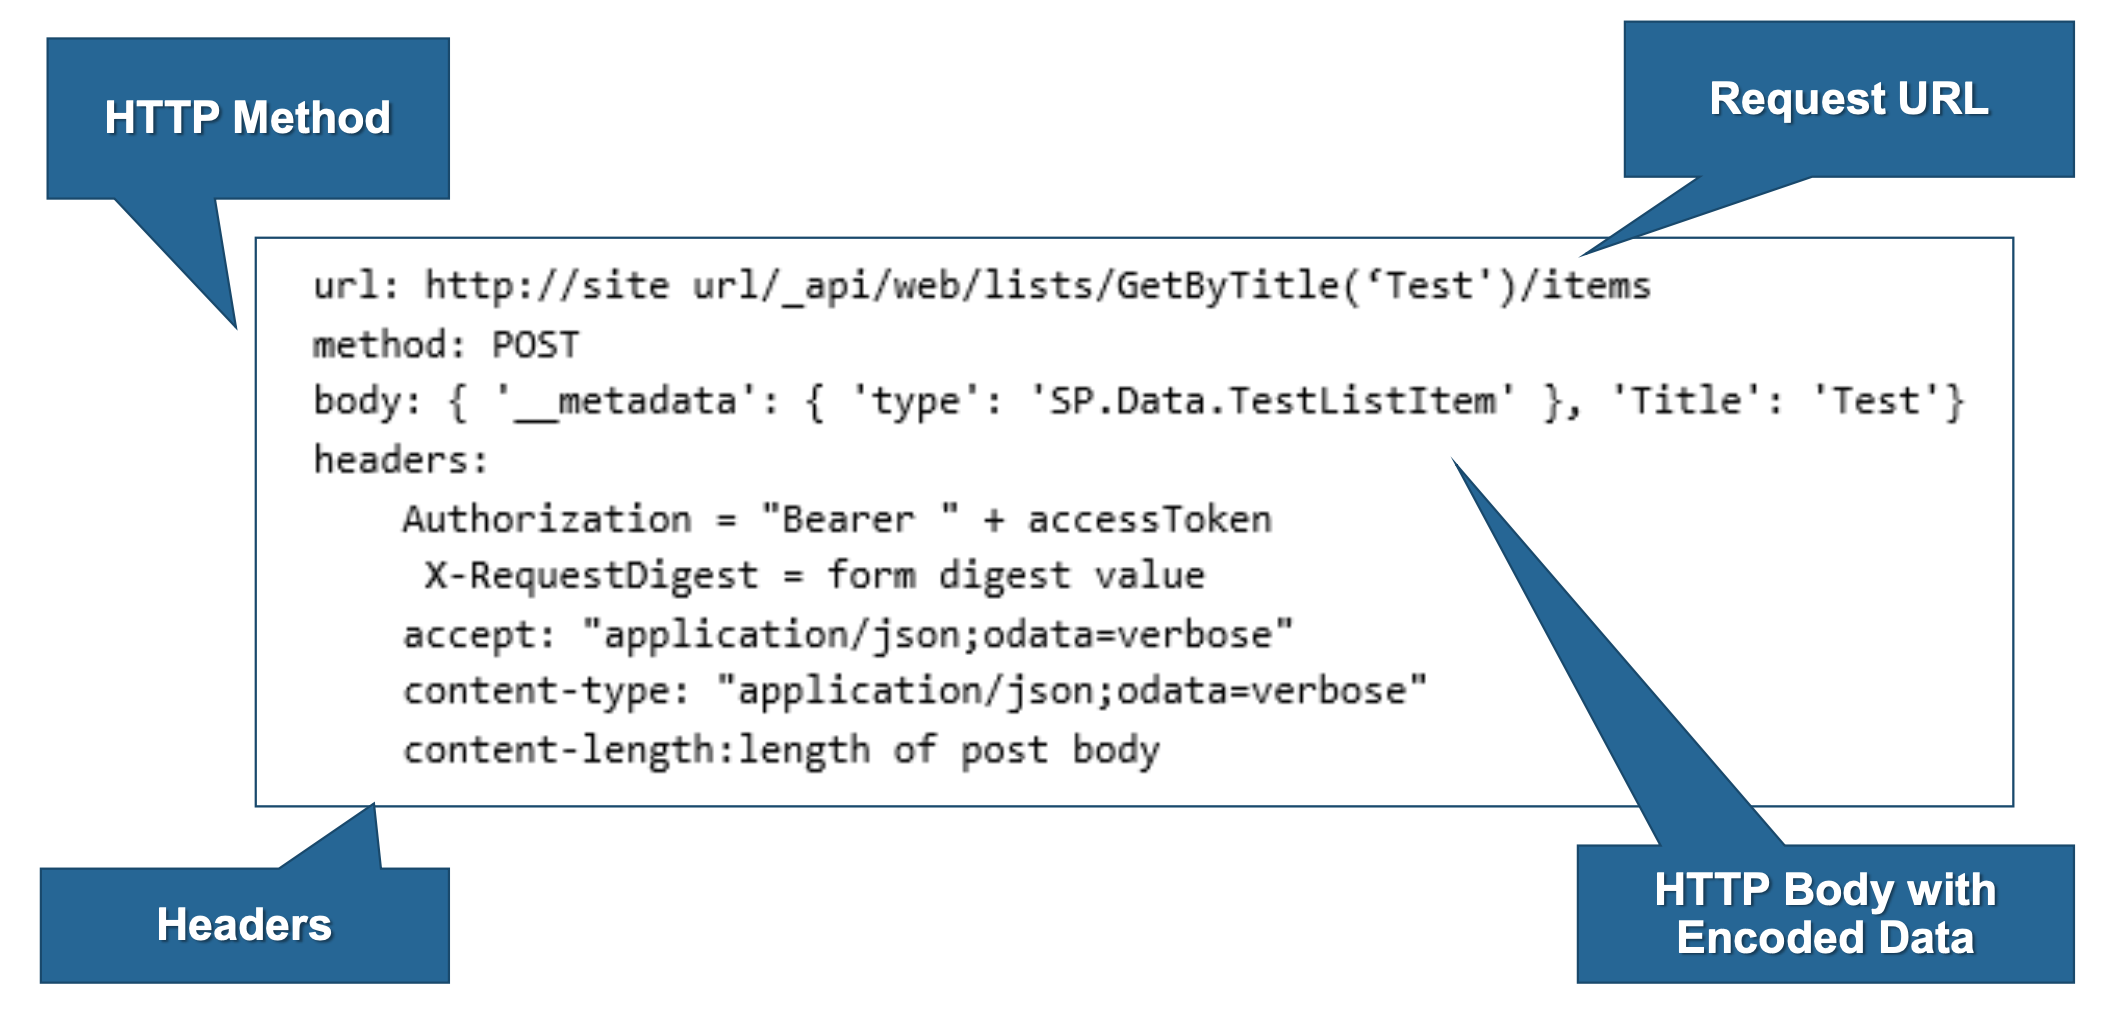 HTTP Method
Request URL
url: http://site url/_api/web/lists/GetByTitle(‘Test')/items
method: POST
body: { '__metadata': { 'type': 'SP.Data.TestListItem' }, 'Title': 'Test'}
headers:
Authorization = "Bearer " + accessToken
X-RequestDigest = form digest value
accept: "application/json;odata=verbose"
content-type: "application/json;odata=verbose"
content-length:length of post body
Headers
HTTP Body with
Encoded Data